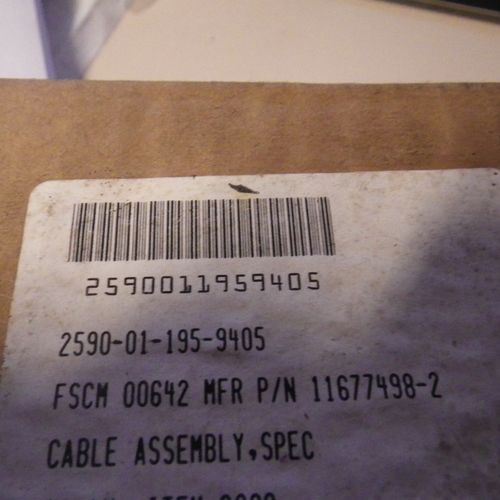 2590011959405
2590-01-195-9405
FSCM 00642 MFR P/N 11677498-2
CABLE ASSEMBLY,SPEC